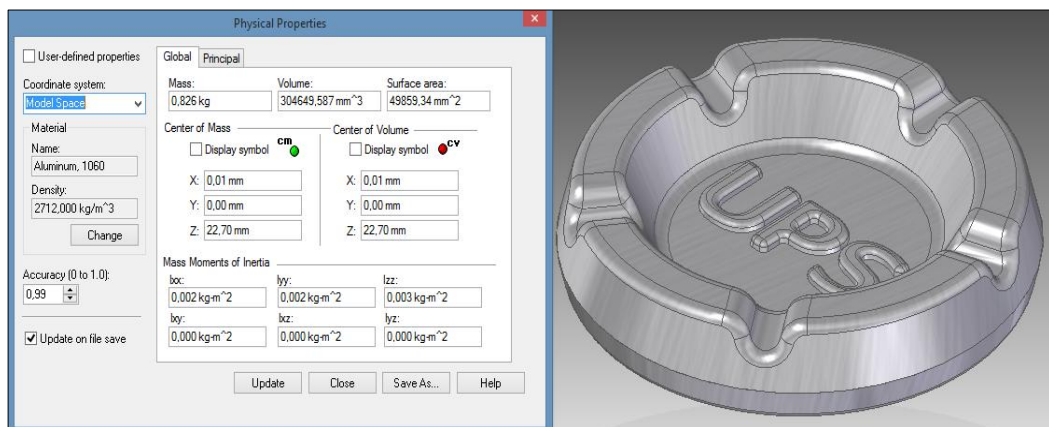 Physical Properties
User-defined properties
Coordinate system:
Model Space
Material
Name:
Aluminum, 1060
Density:
2712,000 kg/m^3
Change
Accuracy (0 to 1.0):
0,99
Update on file save
Global Principal
Mass: Volume: Surface area:
0,826 kg 304649,587 mm^3 49859,34 mm^2
Center of Mass Center of Volume
Display symbol cm Display symbol cv
X: 0,01 mm X: 0,01 mm
Y: 0,00 mm Y: 0,00 mm
Z: 22,70 mm Z: 22,70 mm
Mass Moments of Inertia
Ixx: Iyy: Izz:
0,002 kg-m^2 0,002 kg-m^2 0,003 kg-m^2
Ixy: Ixz: Iyz:
0,000 kg-m^2 0,000 kg-m^2 0,000 kg-m^2
Update Close Save As... Help
UPS